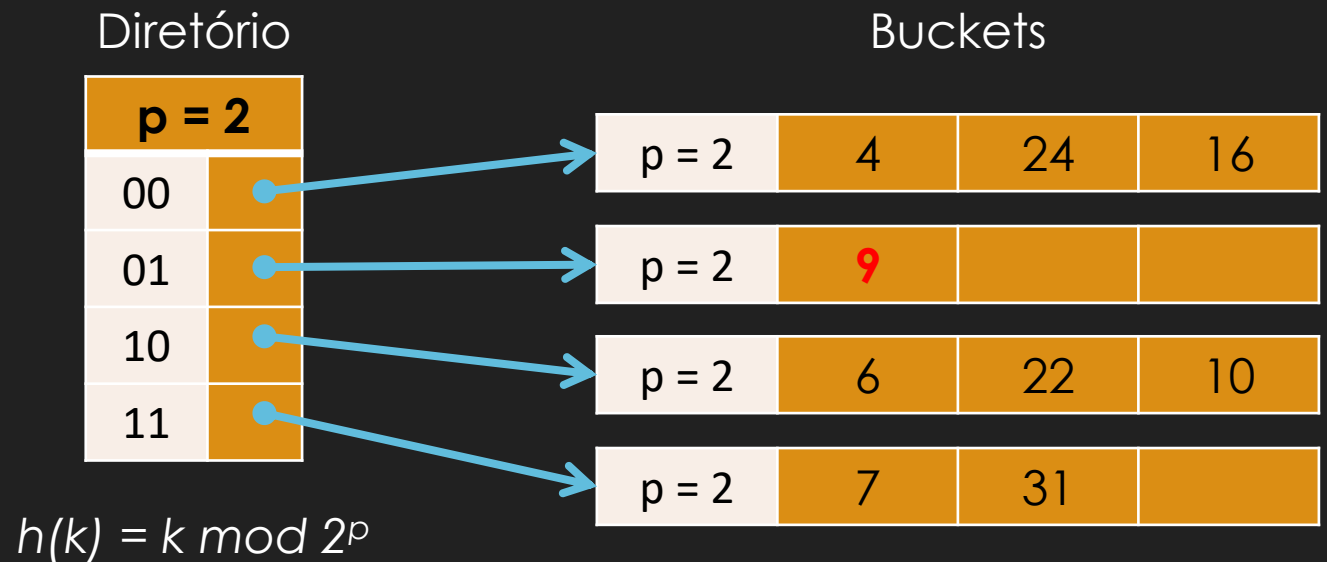 Diretório Buckets
p = 2
p = 2 4 24 16
00
p = 2 9
01
10
p = 2 6 22 10
11
p = 2 7 31
h(k) = k mod 2ᵖ